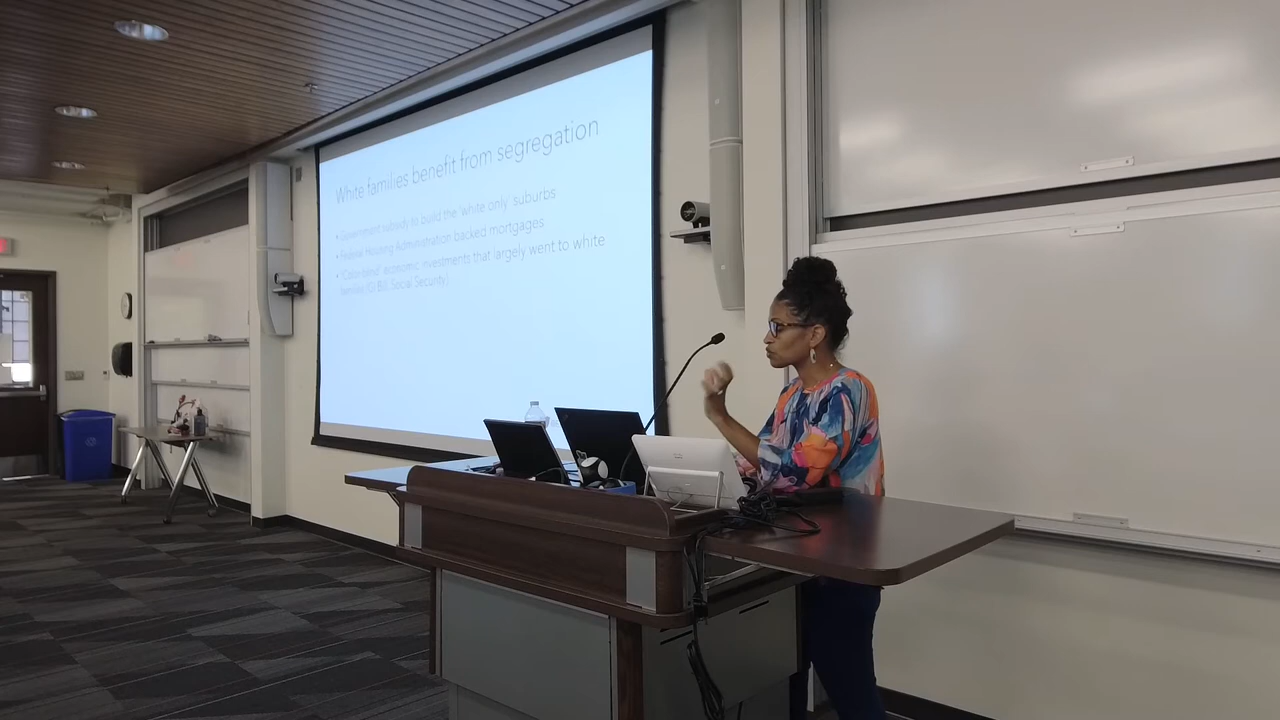 White families benefit from segregation
• Government subsidy to build the 'white only' suburbs
• Federal Housing Administration backed mortgages
• "Color-blind" economic investments that largely went to white
families (GI Bill, Social Security)